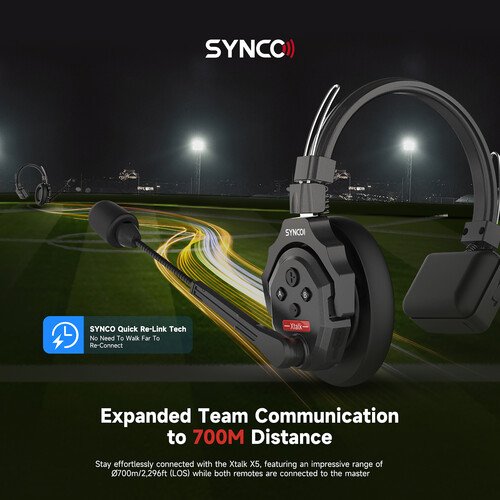 SYNCO
SYNCO
A B
Xtalk
SYNCO Quick Re-Link Tech
No Need To Walk Far To
Re-Connect
Expanded Team Communication
to 700M Distance
Stay effortlessly connected with the Xtalk X5, featuring an impressive range of
Ø700m/2,296ft (LOS) while both remotes are connected to the master